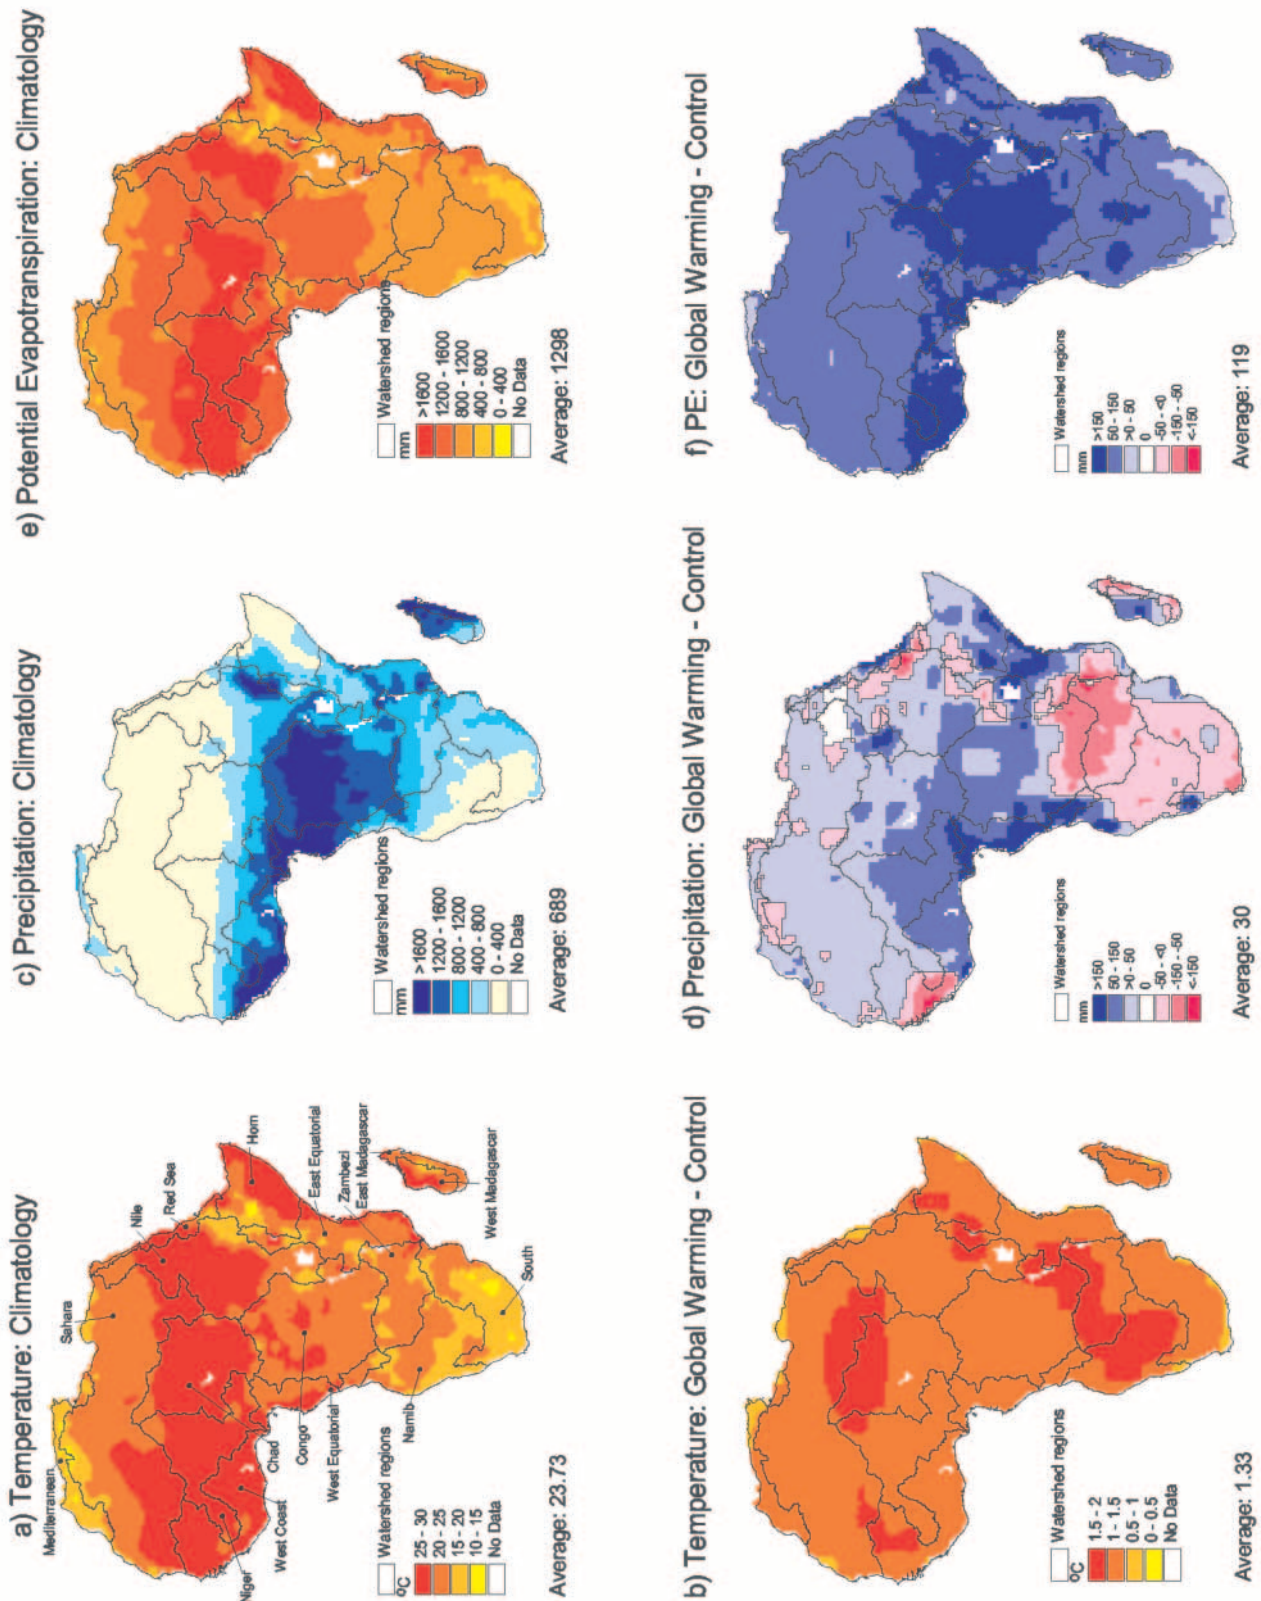 a) Temperature: Climatology
Mediterranean
Sahara
Nile
Red Sea
Horn
East Equatorial
Zambezi
East Madagascar
West Madagascar
South
Namib
West Equatorial
Congo
Chad
West Coast
Niger
Watershed regions
ºC
25 - 30
20 - 25
15 - 20
10 - 15
No Data
Average: 23.73
b) Temperature: Gobal Warming - Control
Watershed regions
ºC
1.5 - 2
1 - 1.5
0.5 - 1
0 - 0.5
No Data
Average: 1.33
c) Precipitation: Climatology
Watershed regions
mm
>1600
1200 - 1600
800 - 1200
400 - 800
0 - 400
No Data
Average: 689
d) Precipitation: Global Warming - Control
Watershed regions
mm
>150
50 - 150
>0 - 50
0
-50 - <0
-150 - -50
<-150
Average: 30
e) Potential Evapotranspiration: Climatology
Watershed regions
mm
>1600
1200 - 1600
800 - 1200
400 - 800
0 - 400
No Data
Average: 1298
f) PE: Global Warming - Control
Watershed regions
mm
>150
50 - 150
>0 - 50
0
-50 - <0
-150 - -50
<-150
Average: 119